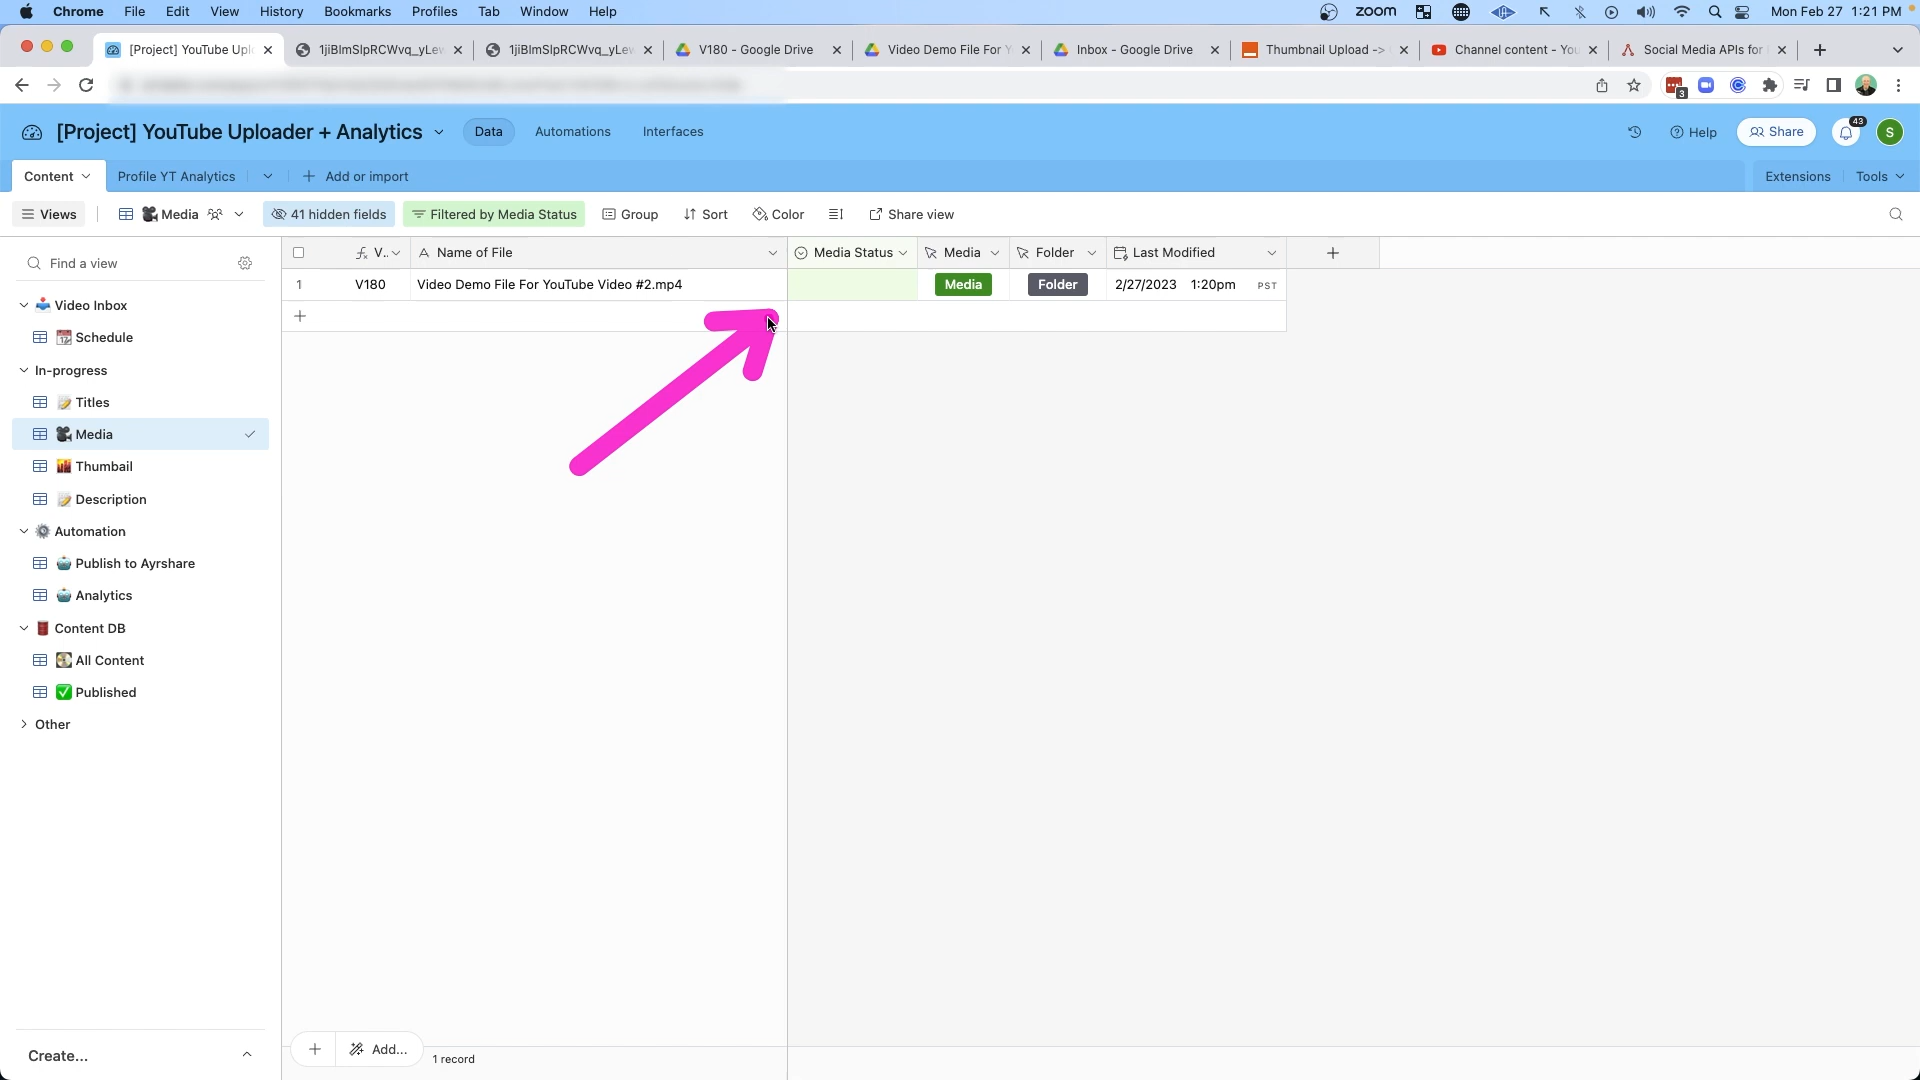 Chrome File Edit View History Bookmarks Profiles Tab Window Help zoom Mon Feb 27 1:21 PM
[Project] YouTube Upl 1jiBlmSlpRCWvq_yLew 1jiBlmSlpRCWvq_yLew V180 - Google Drive Video Demo File For Y Inbox - Google Drive Thumbnail Upload -> Channel content - You Social Media APIs for
3
[Project] YouTube Uploader + Analytics Data Automations Interfaces Help Share 43 S
Content Profile YT Analytics Add or import Extensions Tools
Views Media 41 hidden fields Filtered by Media Status Group Sort Color Share view
Find a view
Video Inbox
Schedule
In-progress
Titles
Media
Thumbail
Description
Automation
Publish to Ayrshare
Analytics
Content DB
All Content
Published
Other
Create...
V.. Name of File Media Status Media Folder Last Modified
1 V180 Video Demo File For YouTube Video #2.mp4 Media Folder 2/27/2023 1:20pm PST
Add... 1 record